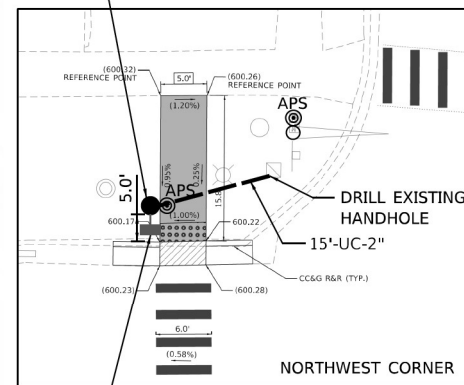 (600.32)
REFERENCE POINT
5.0'
(600.26)
REFERENCE POINT
(1.20%)
APS
0.95%
0.25%
15.8'
5.0'
APS
DRILL EXISTING
HANDHOLE
600.17
(1.00%)
600.22
15'-UC-2"
CC&G R&R (TYP.)
(600.23)
(600.28)
6.0'
(0.58%)
NORTHWEST CORNER